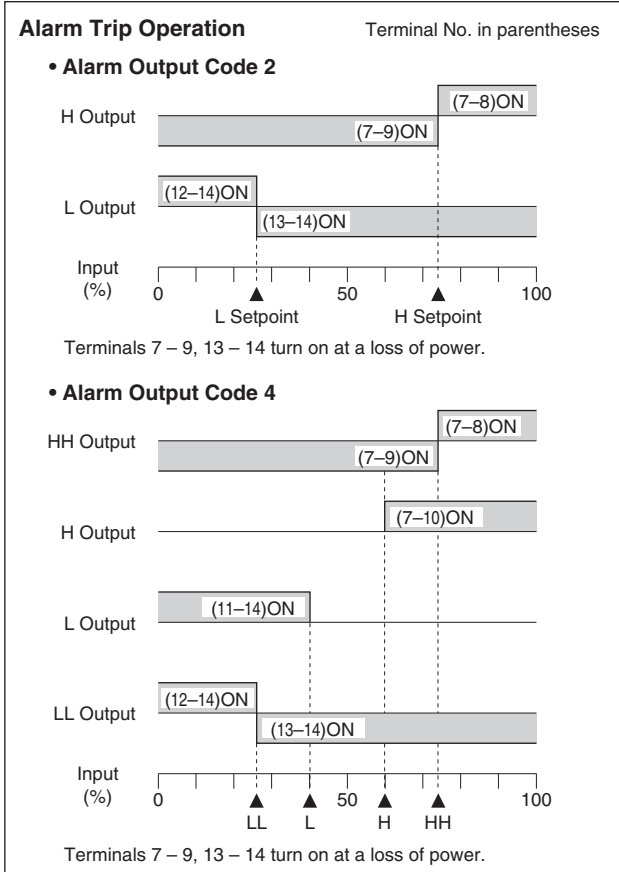 Alarm Trip Operation Terminal No. in parentheses
• Alarm Output Code 2
H Output
(7–8)ON
(7–9)ON
L Output
(12–14)ON
(13–14)ON
Input
(%)
0 50 100
L Setpoint H Setpoint
Terminals 7 – 9, 13 – 14 turn on at a loss of power.
• Alarm Output Code 4
HH Output
(7–8)ON
(7–9)ON
H Output
(7–10)ON
L Output
(11–14)ON
LL Output
(12–14)ON
(13–14)ON
Input
(%)
0 50 100
LL L H HH
Terminals 7 – 9, 13 – 14 turn on at a loss of power.